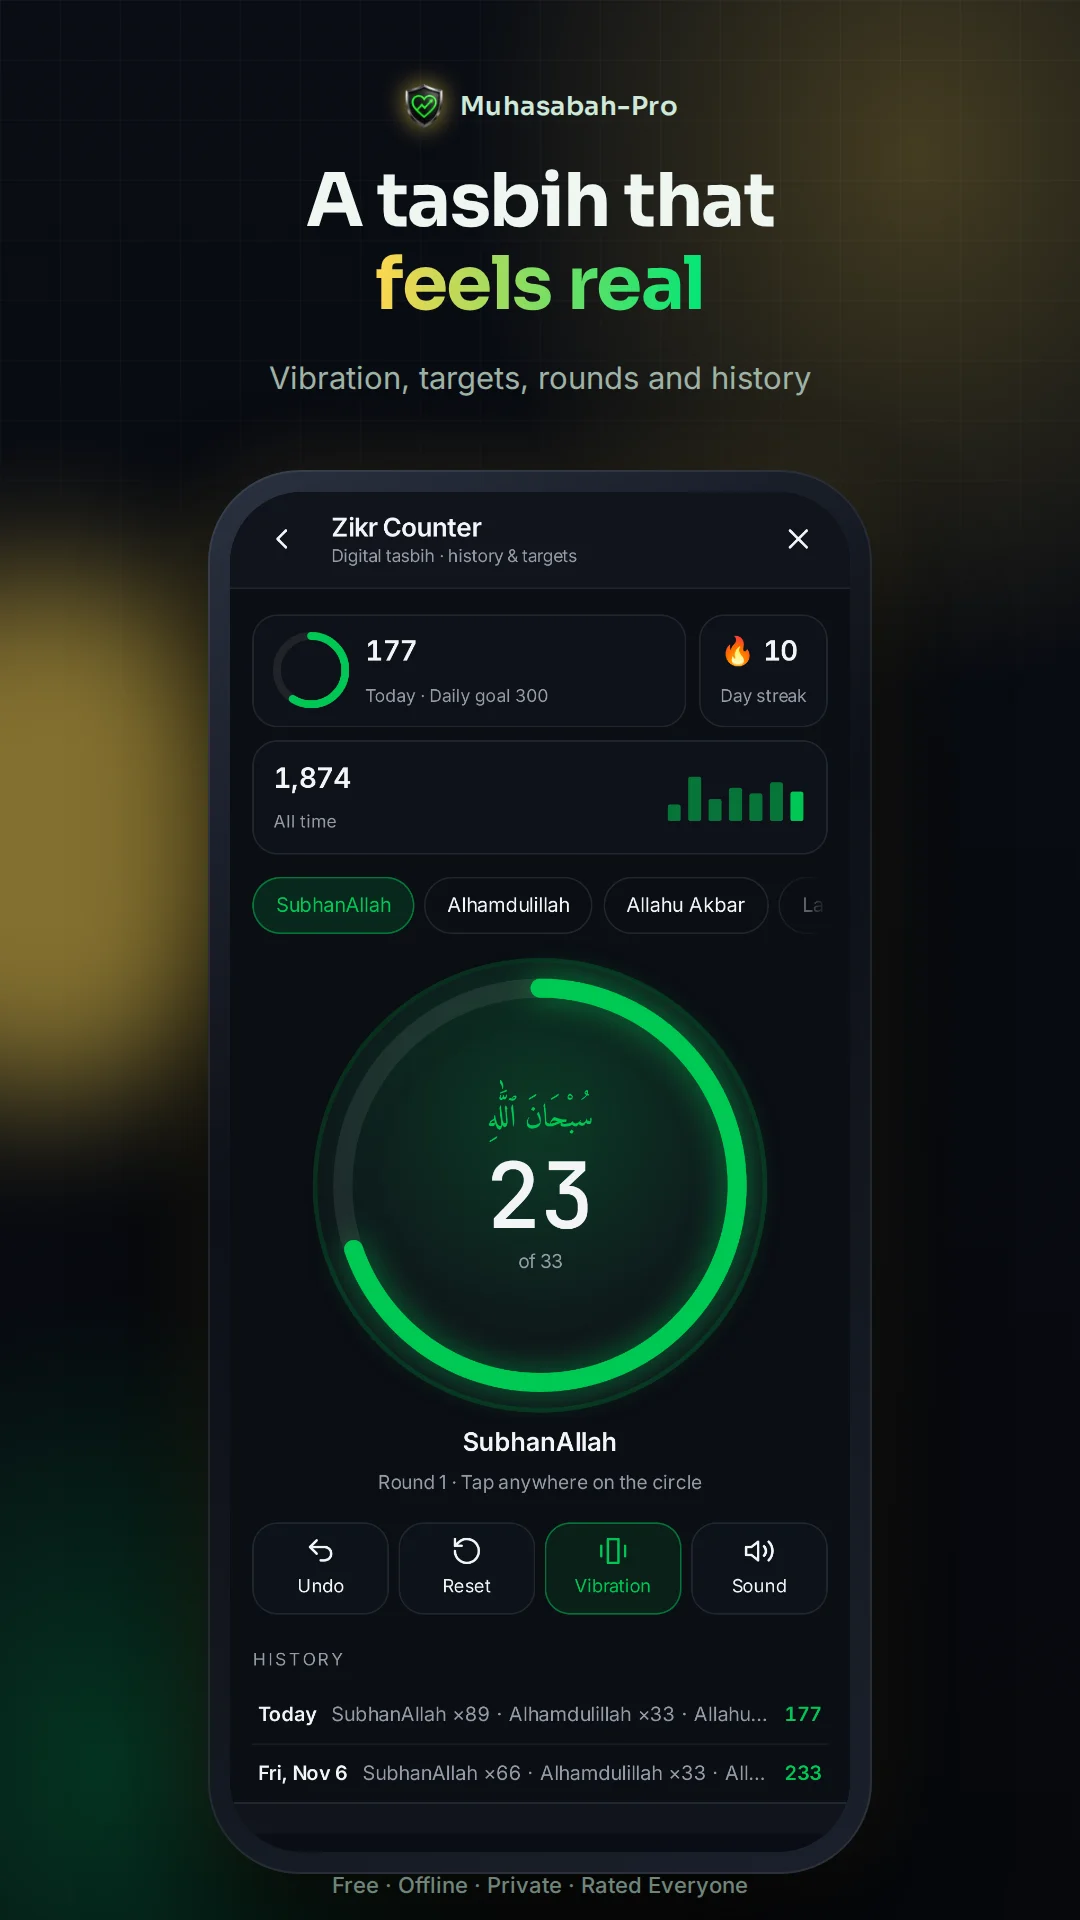 Muhasabah-Pro
A tasbih that
feels real
Vibration, targets, rounds and history
Zikr Counter
Digital tasbih · history & targets
177
Today · Daily goal 300
🔥 10
Day streak
1,874
All time
SubhanAllah Alhamdulillah Allahu Akbar La
سُبْحَانَ ٱللَّٰهِ
23
of 33
SubhanAllah
Round 1 · Tap anywhere on the circle
Undo Reset Vibration Sound
HISTORY
Today SubhanAllah ×89 · Alhamdulillah ×33 · Allahu... 177
Fri, Nov 6 SubhanAllah ×66 · Alhamdulillah ×33 · All... 233
Free · Offline · Private · Rated Everyone